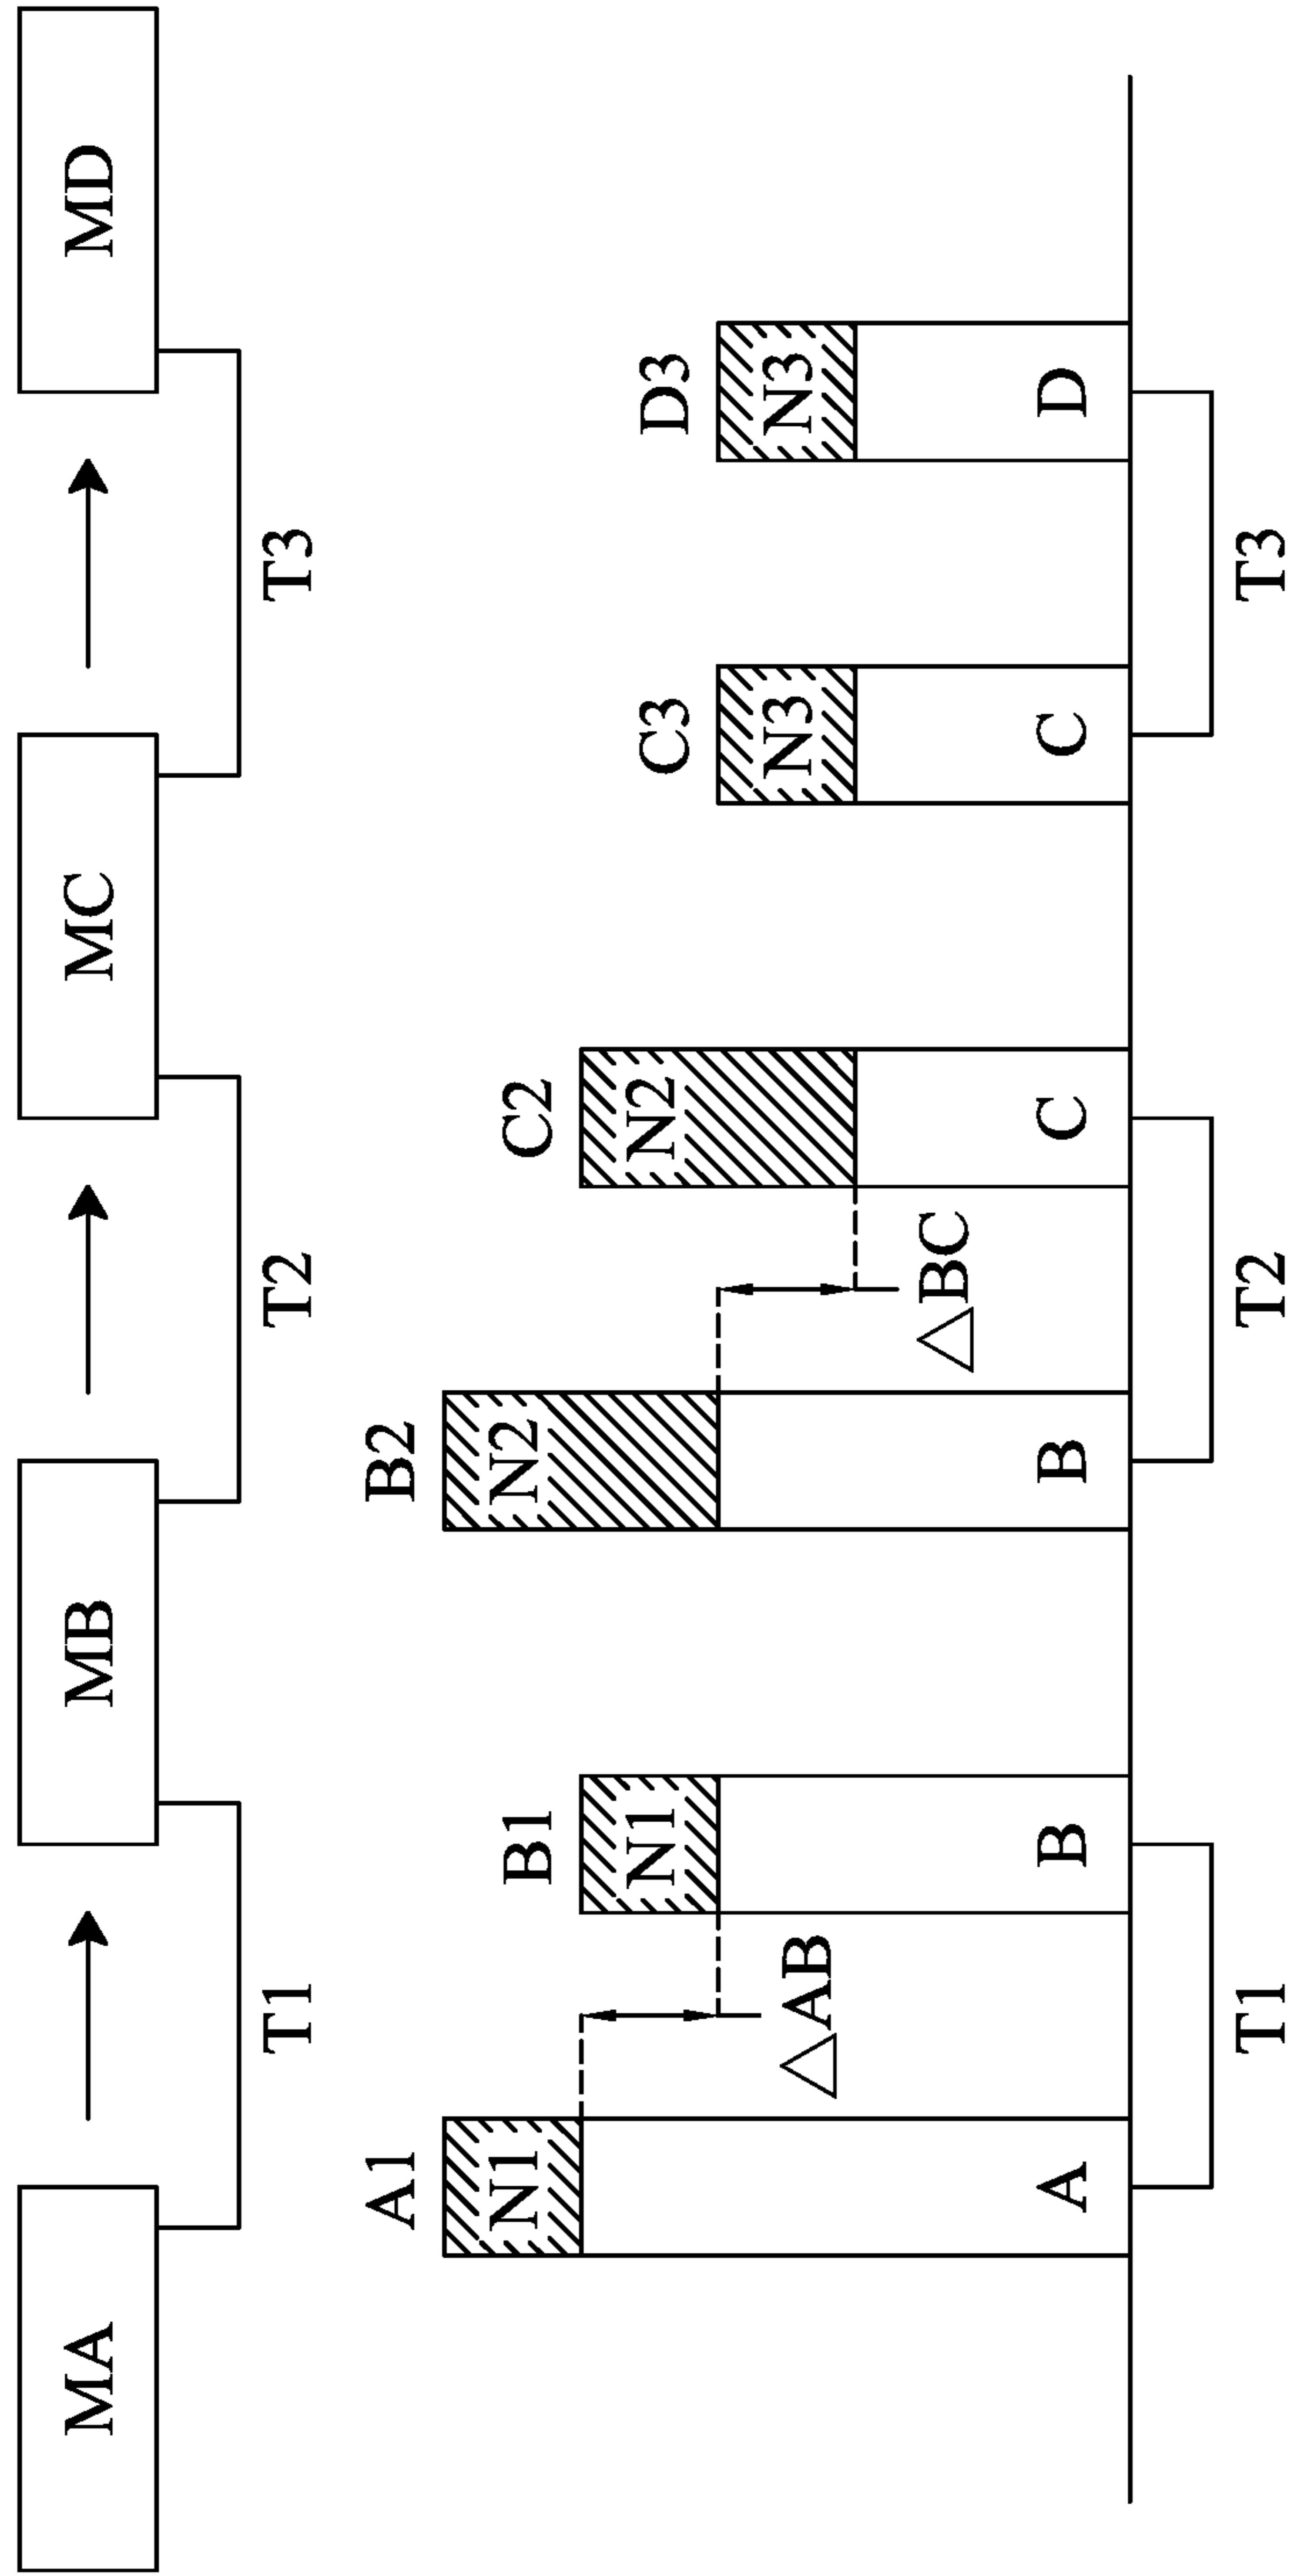 MA MB MC MD
T1 T2 T3
A1 B1 B2 C2 C3 D3
N1 N1 N2 N2 N3 N3
△AB △BC
A B B C C D
T1 T2 T3